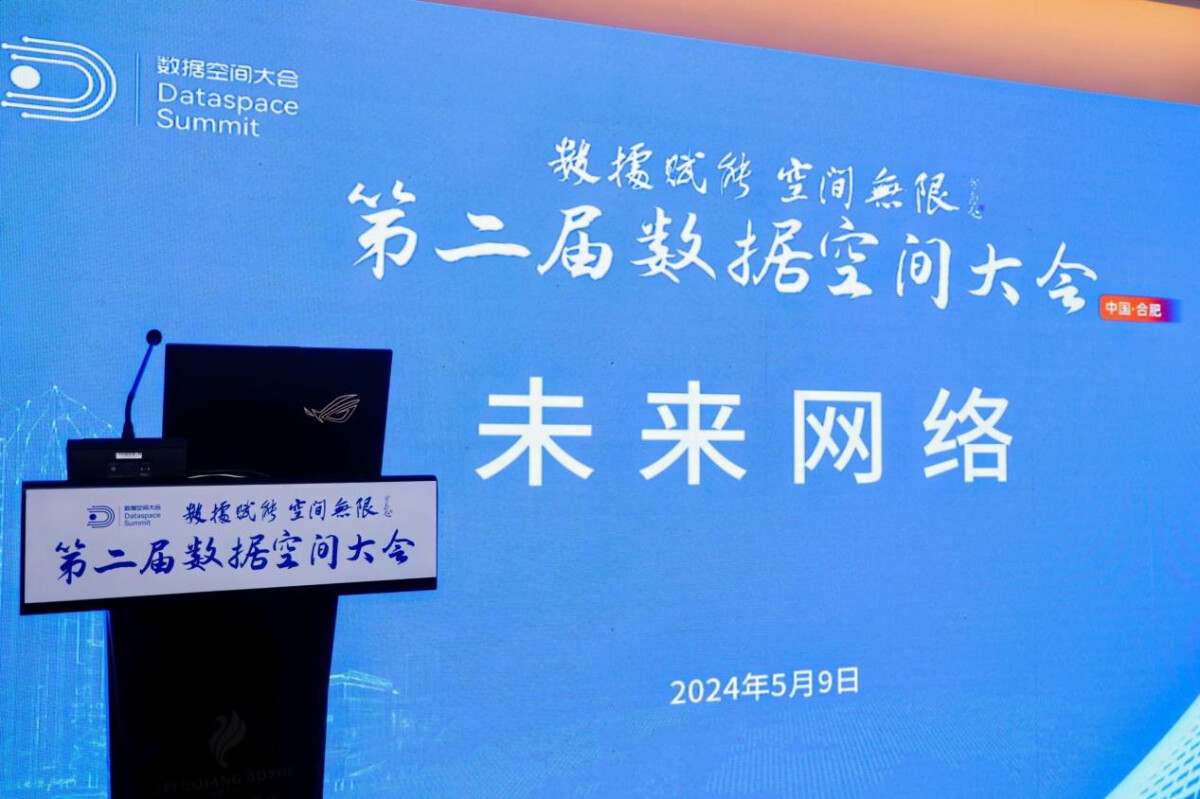 数据空间大会
Dataspace
Summit
数據赋能 空间無限
第二届数据空间大会
中国·合肥
未来网络
2024年5月9日
数据空间大会
Dataspace
Summit
数據赋能 空间無限
第二届数据空间大会